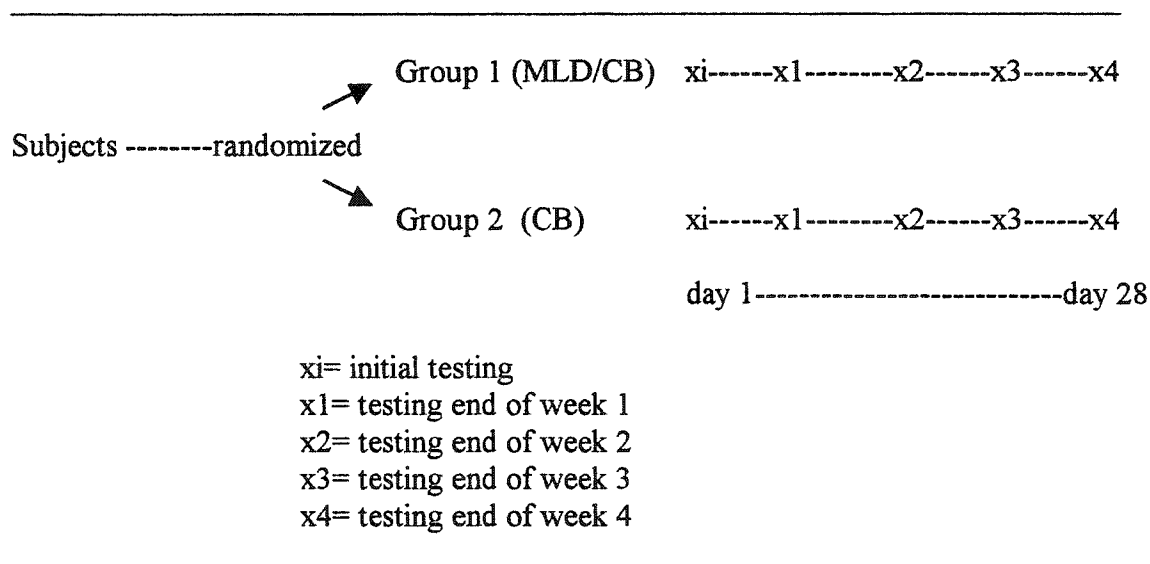 Group 1 (MLD/CB) xi------x1--------x2------x3------x4
Subjects --------randomized
Group 2 (CB) xi------x1--------x2------x3------x4
day 1----------------------------day 28
xi= initial testing
x1= testing end of week 1
x2= testing end of week 2
x3= testing end of week 3
x4= testing end of week 4